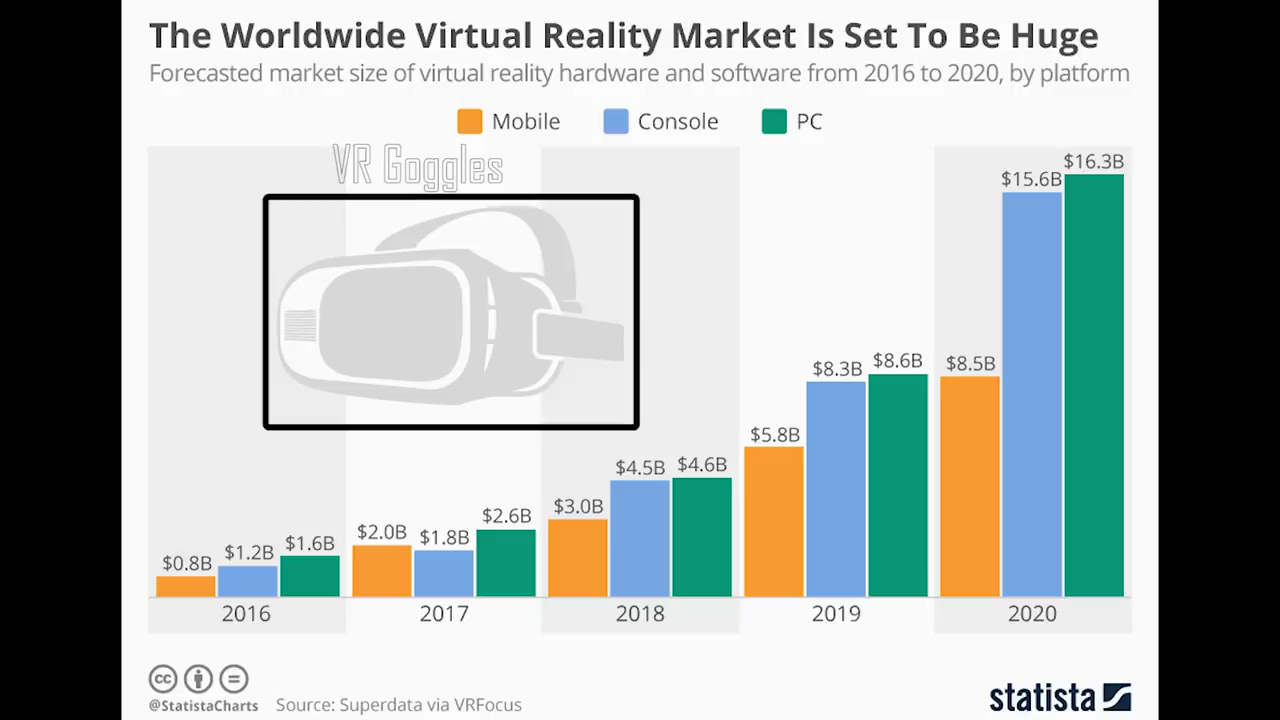 The Worldwide Virtual Reality Market Is Set To Be Huge
Forecasted market size of virtual reality hardware and software from 2016 to 2020, by platform
Mobile Console PC
VR Goggles
$0.8B $1.2B $1.6B
$2.0B $1.8B $2.6B
$3.0B $4.5B $4.6B
$5.8B $8.3B $8.6B
$8.5B $15.6B $16.3B
2016 2017 2018 2019 2020
cc
@StatistaCharts Source: Superdata via VRFocus
statista